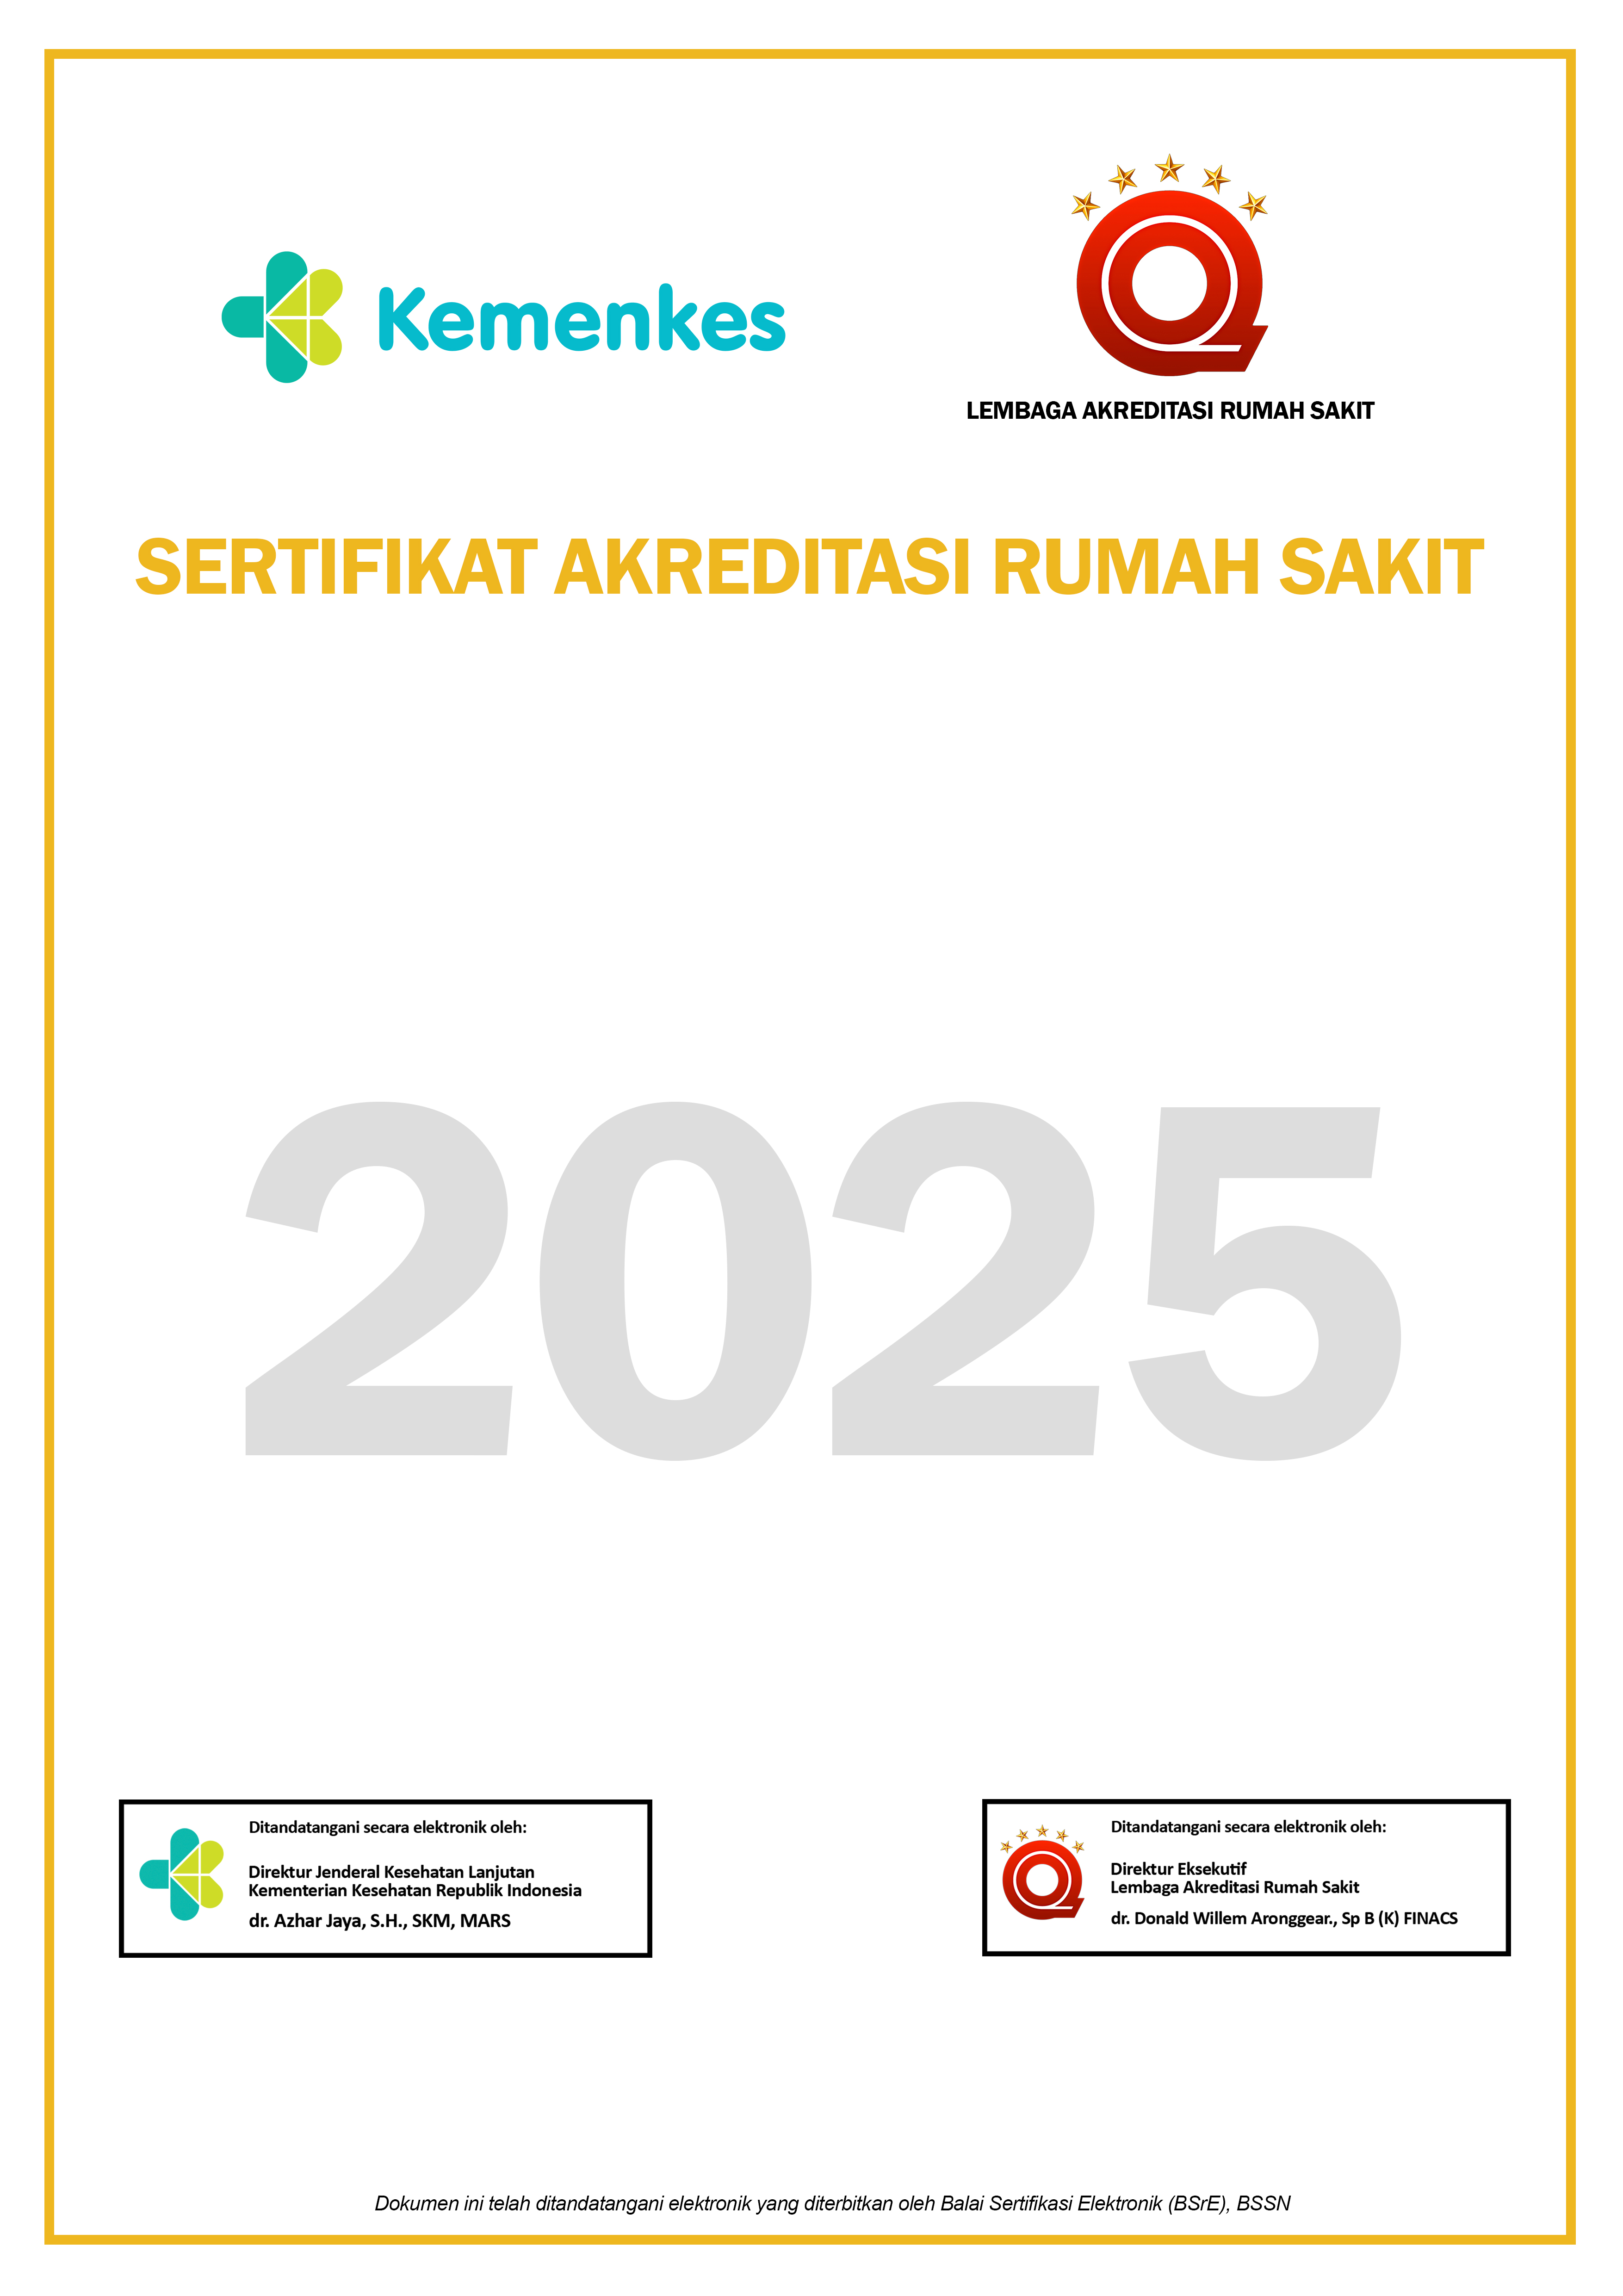 Kemenkes
LEMBAGA AKREDITASI RUMAH SAKIT
SERTIFIKAT AKREDITASI RUMAH SAKIT
2025
Ditandatangani secara elektronik oleh:
Direktur Jenderal Kesehatan Lanjutan
Kementerian Kesehatan Republik Indonesia
dr. Azhar Jaya, S.H., SKM, MARS
Ditandatangani secara elektronik oleh:
Direktur Eksekutif
Lembaga Akreditasi Rumah Sakit
dr. Donald Willem Aronggear., Sp B (K) FINACS
Dokumen ini telah ditandatangani elektronik yang diterbitkan oleh Balai Sertifikasi Elektronik (BSrE), BSSN